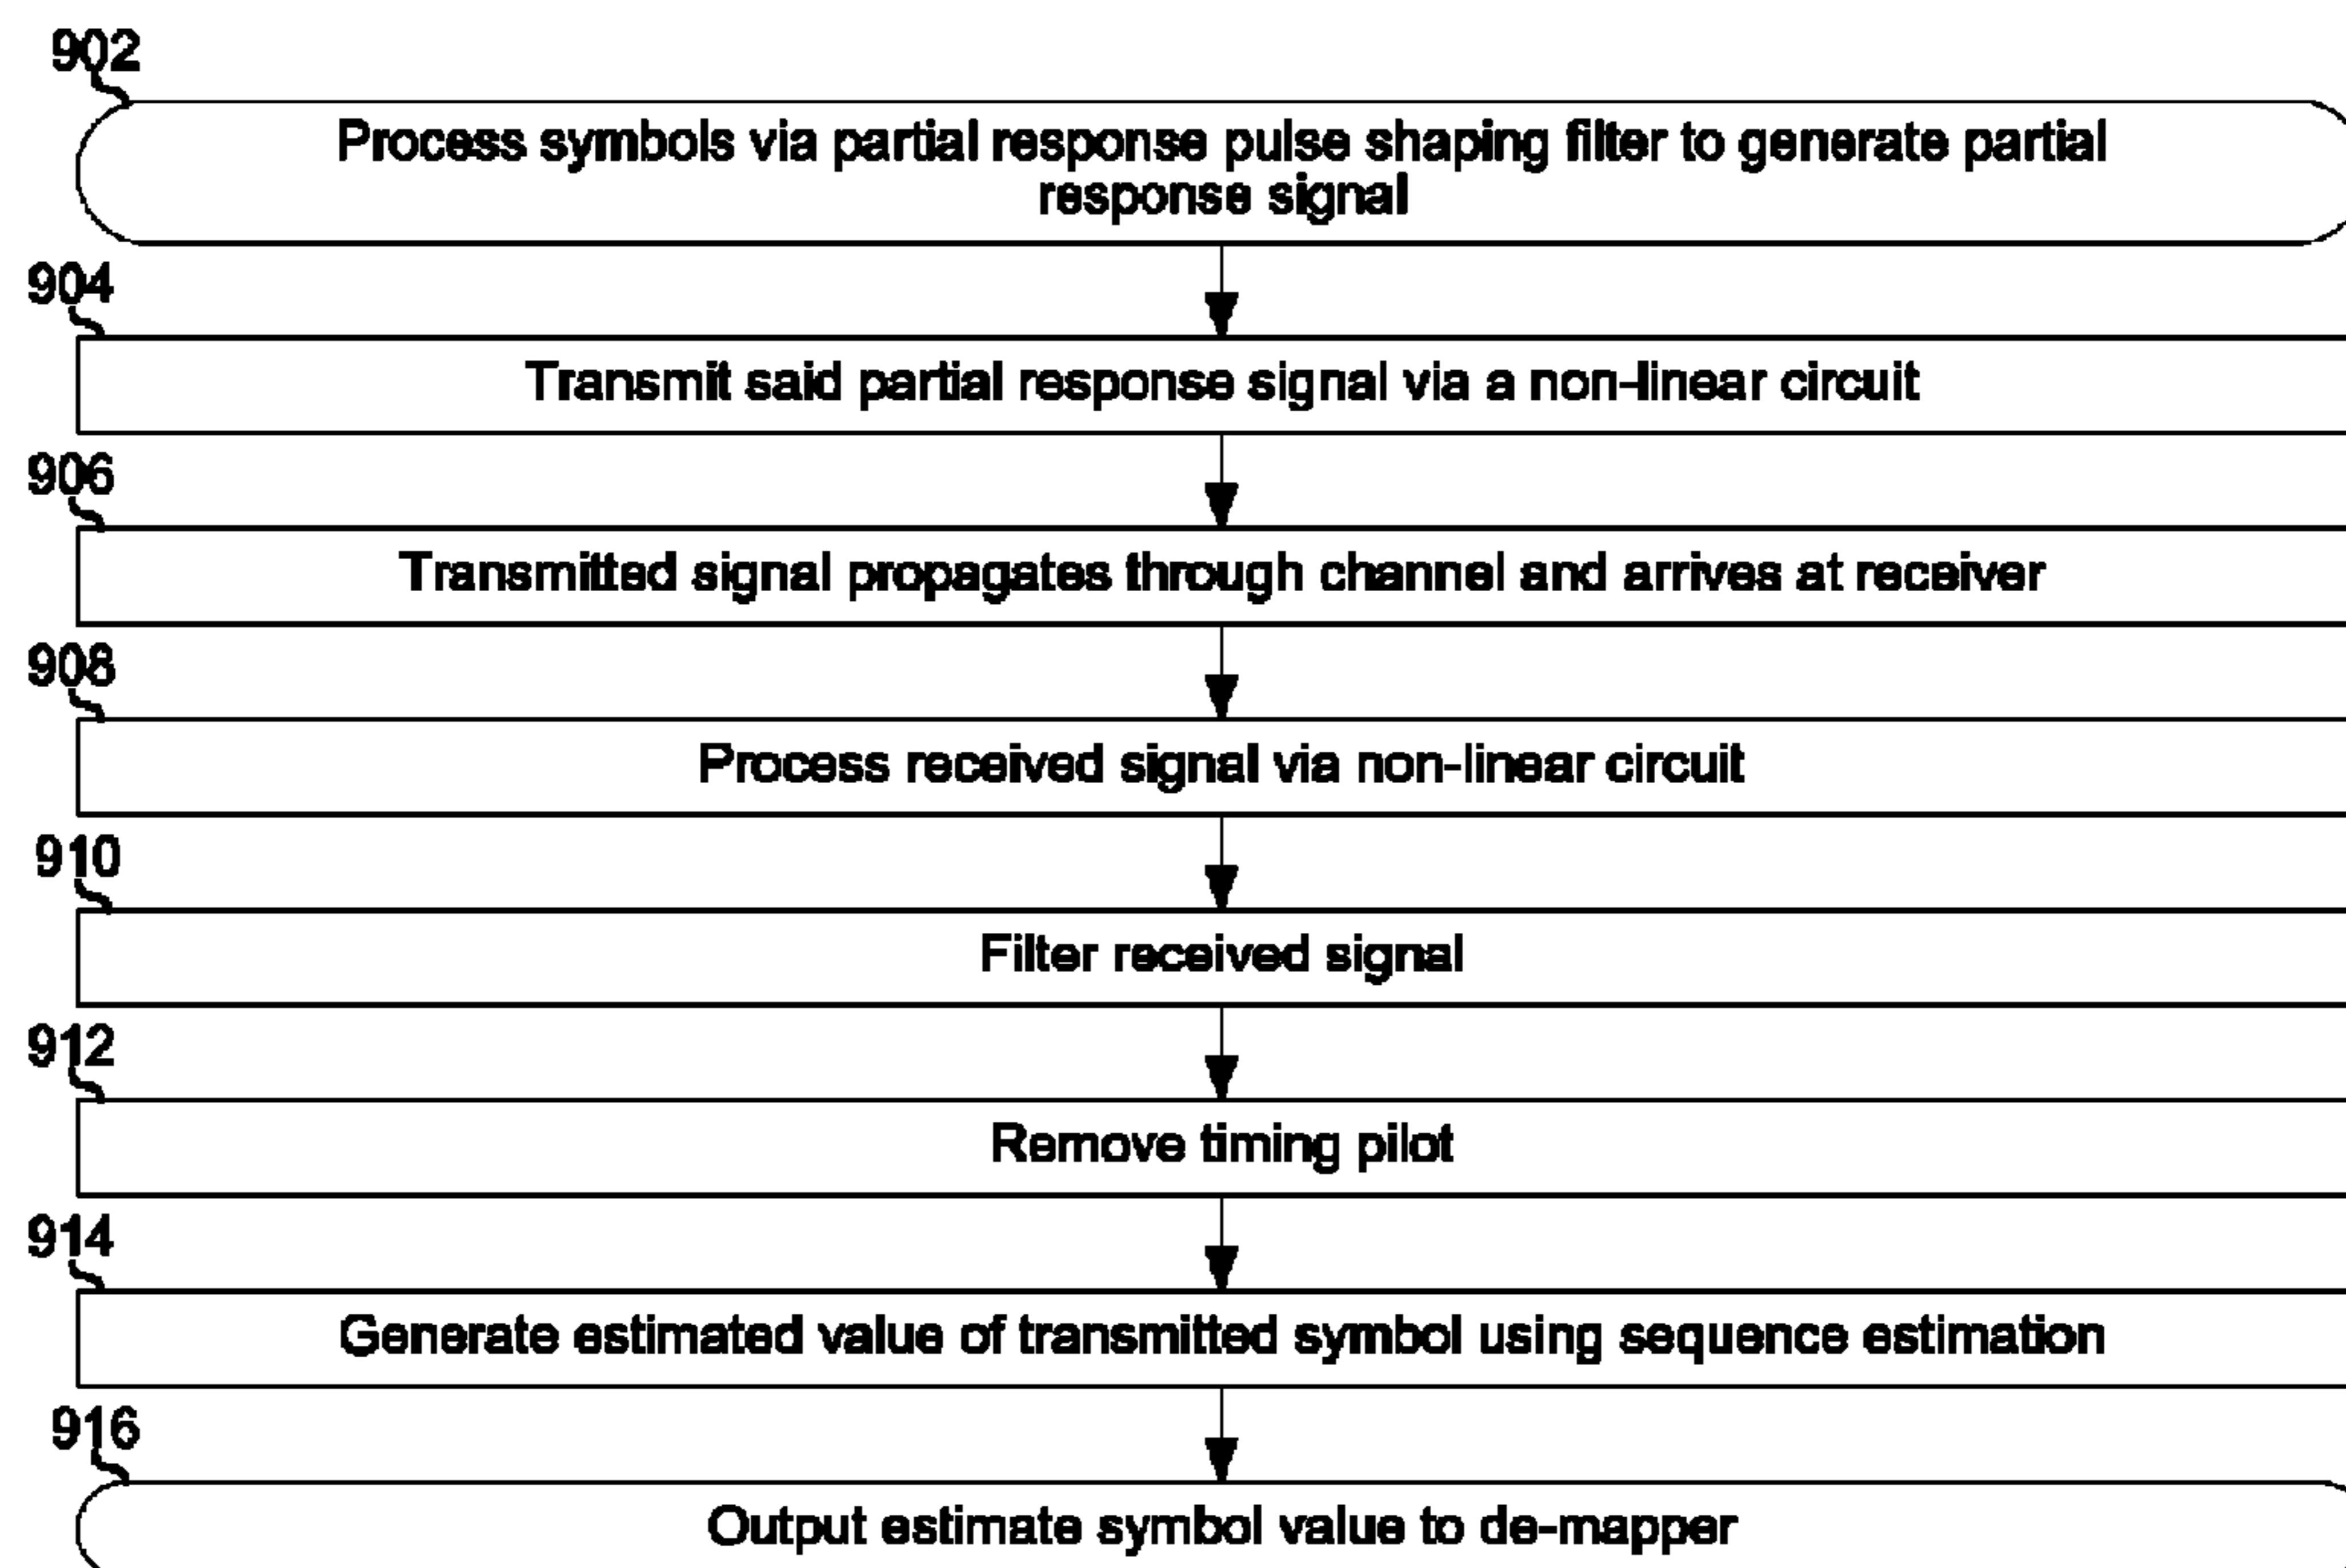 902
Process symbols via partial response pulse shaping filter to generate partial
response signal
904
Transmit said partial response signal via a non-linear circuit
906
Transmitted signal propagates through channel and arrives at receiver
908
Process received signal via non-linear circuit
910
Filter received signal
912
Remove timing pilot
914
Generate estimated value of transmitted symbol using sequence estimation
916
Output estimate symbol value to de-mapper